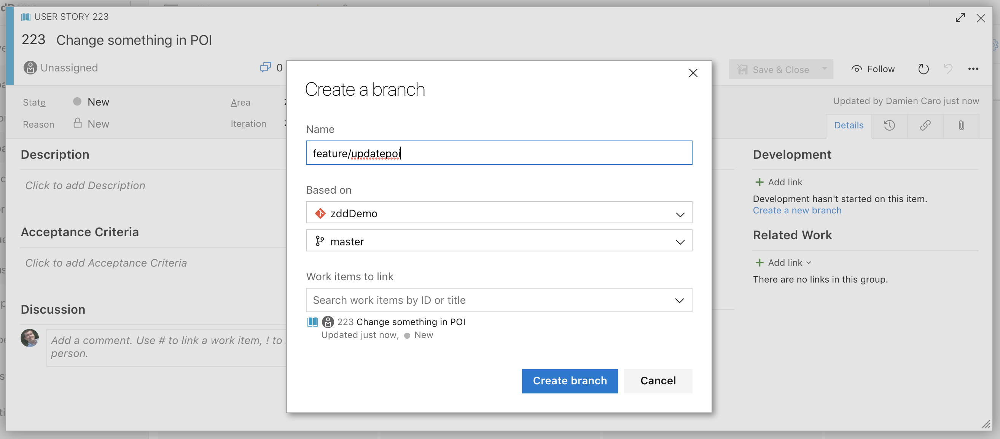 USER STORY 223
223 Change something in POI
Unassigned
0
Save & Close
Follow
State
New
Area
Updated by Damien Caro just now
Reason
New
Iteration
Details
Description
Click to add Description
Acceptance Criteria
Click to add Acceptance Criteria
Discussion
Add a comment. Use # to link a work item, ! to
person.
Create a branch
Name
feature/updatepoi
Based on
zddDemo
master
Work items to link
Search work items by ID or title
223 Change something in POI
Updated just now, New
Create branch
Cancel
Development
Add link
Development hasn't started on this item.
Create a new branch
Related Work
Add link
There are no links in this group.